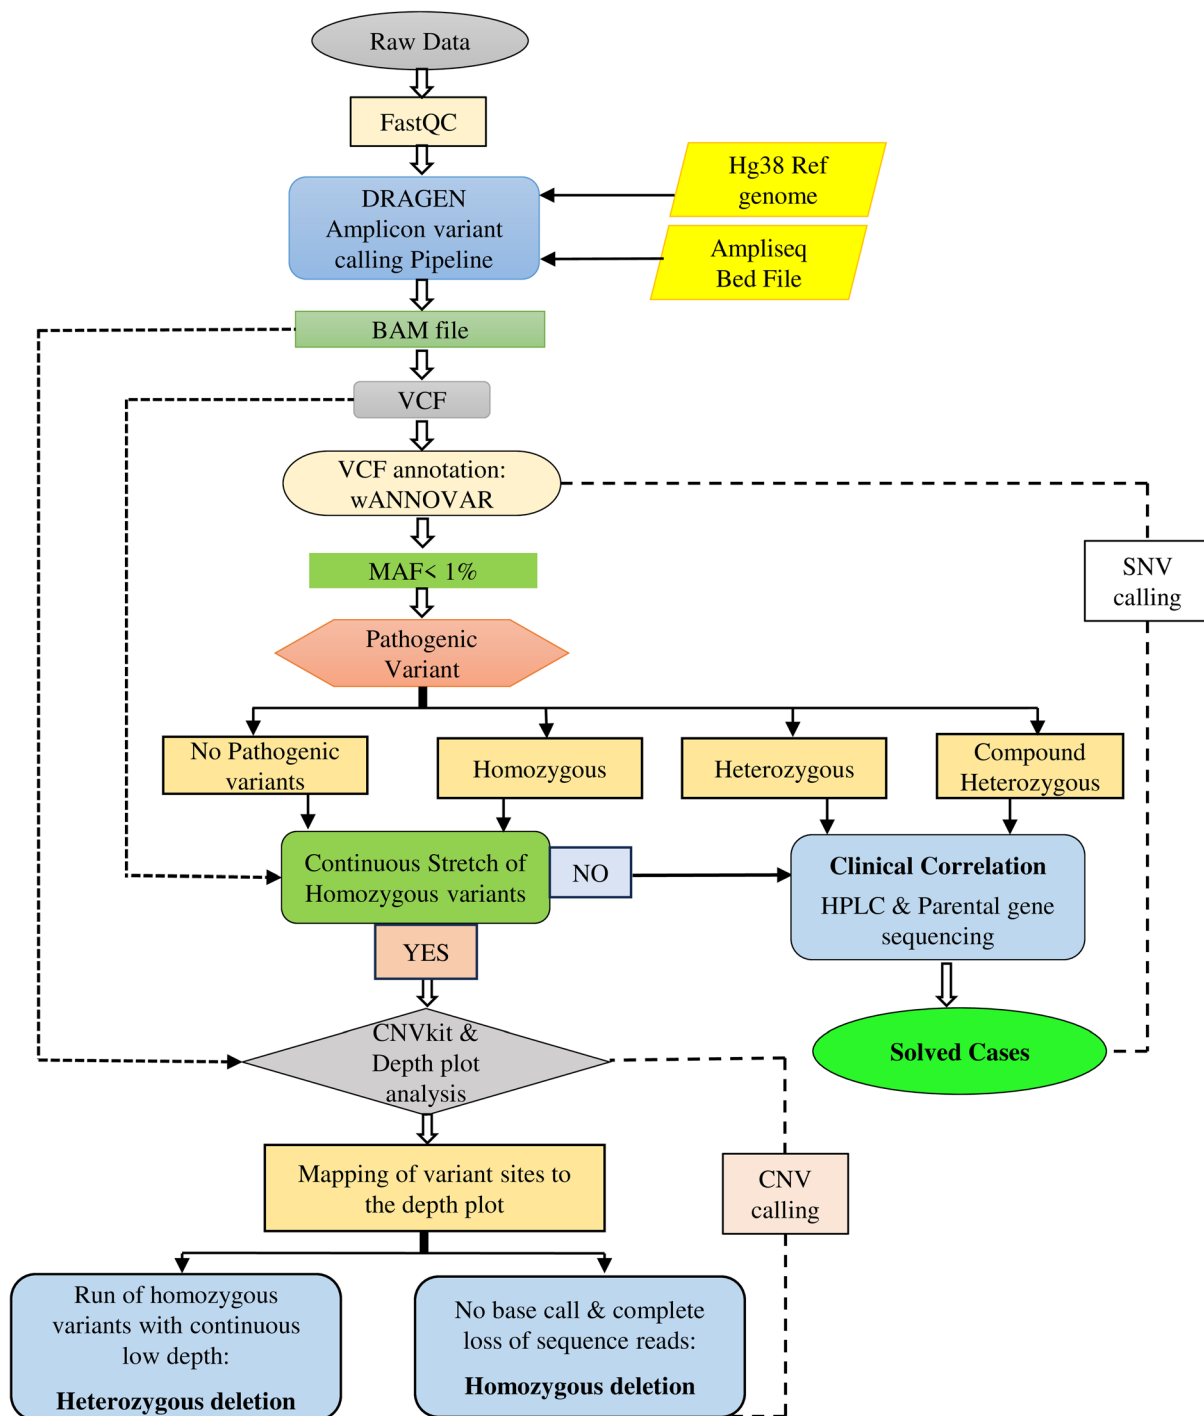 Raw Data
FastQC
DRAGEN
Amplicon variant
calling Pipeline
Hg38 Ref
genome
Ampliseq
Bed File
BAM file
VCF
VCF annotation:
wANNOVAR
MAF< 1%
SNV
calling
Pathogenic
Variant
No Pathogenic
variants
Homozygous
Heterozygous
Compound
Heterozygous
Continuous Stretch of
Homozygous variants
NO
Clinical Correlation
HPLC & Parental gene
sequencing
YES
CNVkit &
Depth plot
analysis
Solved Cases
Mapping of variant sites to
the depth plot
CNV
calling
Run of homozygous
variants with continuous
low depth:
Heterozygous deletion
No base call & complete
loss of sequence reads:
Homozygous deletion